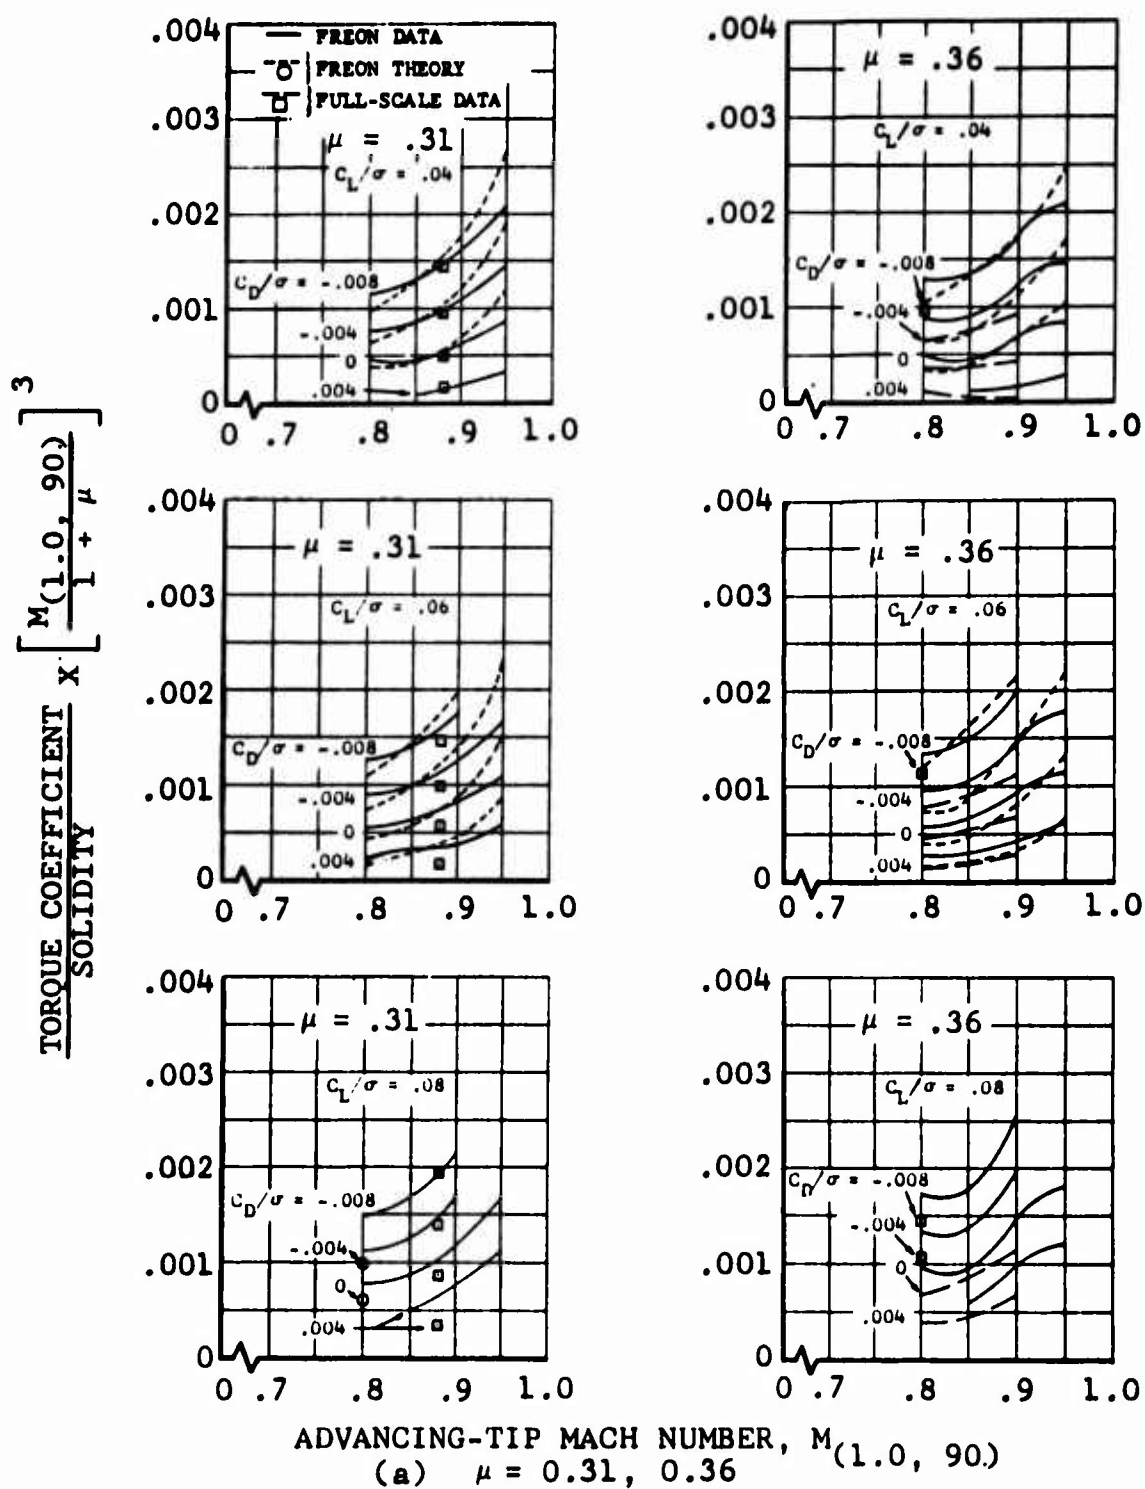 TORQUE COEFFICIENT
SOLIDITY
X [ M(1.0, 90.) / 1 + μ ] 3
.004
.003
.002
.001
0
FREON DATA
FREON THEORY
FULL-SCALE DATA
μ = .31
C_L/σ = .04
C_D/σ = -.008
-.004
0
.004
0 .7 .8 .9 1.0
.004
.003
.002
.001
0
μ = .36
C_L/σ = .04
C_D/σ = -.008
-.004
0
.004
0 .7 .8 .9 1.0
.004
.003
.002
.001
0
μ = .31
C_L/σ = .06
C_D/σ = -.008
-.004
0
.004
0 .7 .8 .9 1.0
.004
.003
.002
.001
0
μ = .36
C_L/σ = .06
C_D/σ = -.008
-.004
0
.004
0 .7 .8 .9 1.0
.004
.003
.002
.001
0
μ = .31
C_L/σ = .08
C_D/σ = -.008
-.004
0
.004
0 .7 .8 .9 1.0
.004
.003
.002
.001
0
μ = .36
C_L/σ = .08
C_D/σ = -.008
-.004
0
.004
0 .7 .8 .9 1.0
ADVANCING-TIP MACH NUMBER, M(1.0, 90.)
(a) μ = 0.31, 0.36